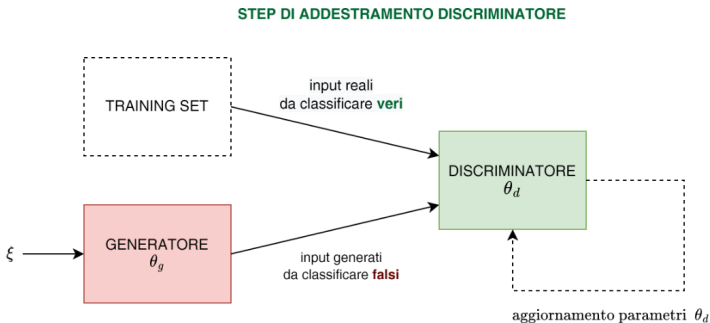 STEP DI ADDESTRAMENTO DISCRIMINATORE
TRAINING SET
input reali
da classificare veri
DISCRIMINATORE
θ_d
GENERATORE
θ_g
ξ
input generati
da classificare falsi
aggiornamento parametri θ_d